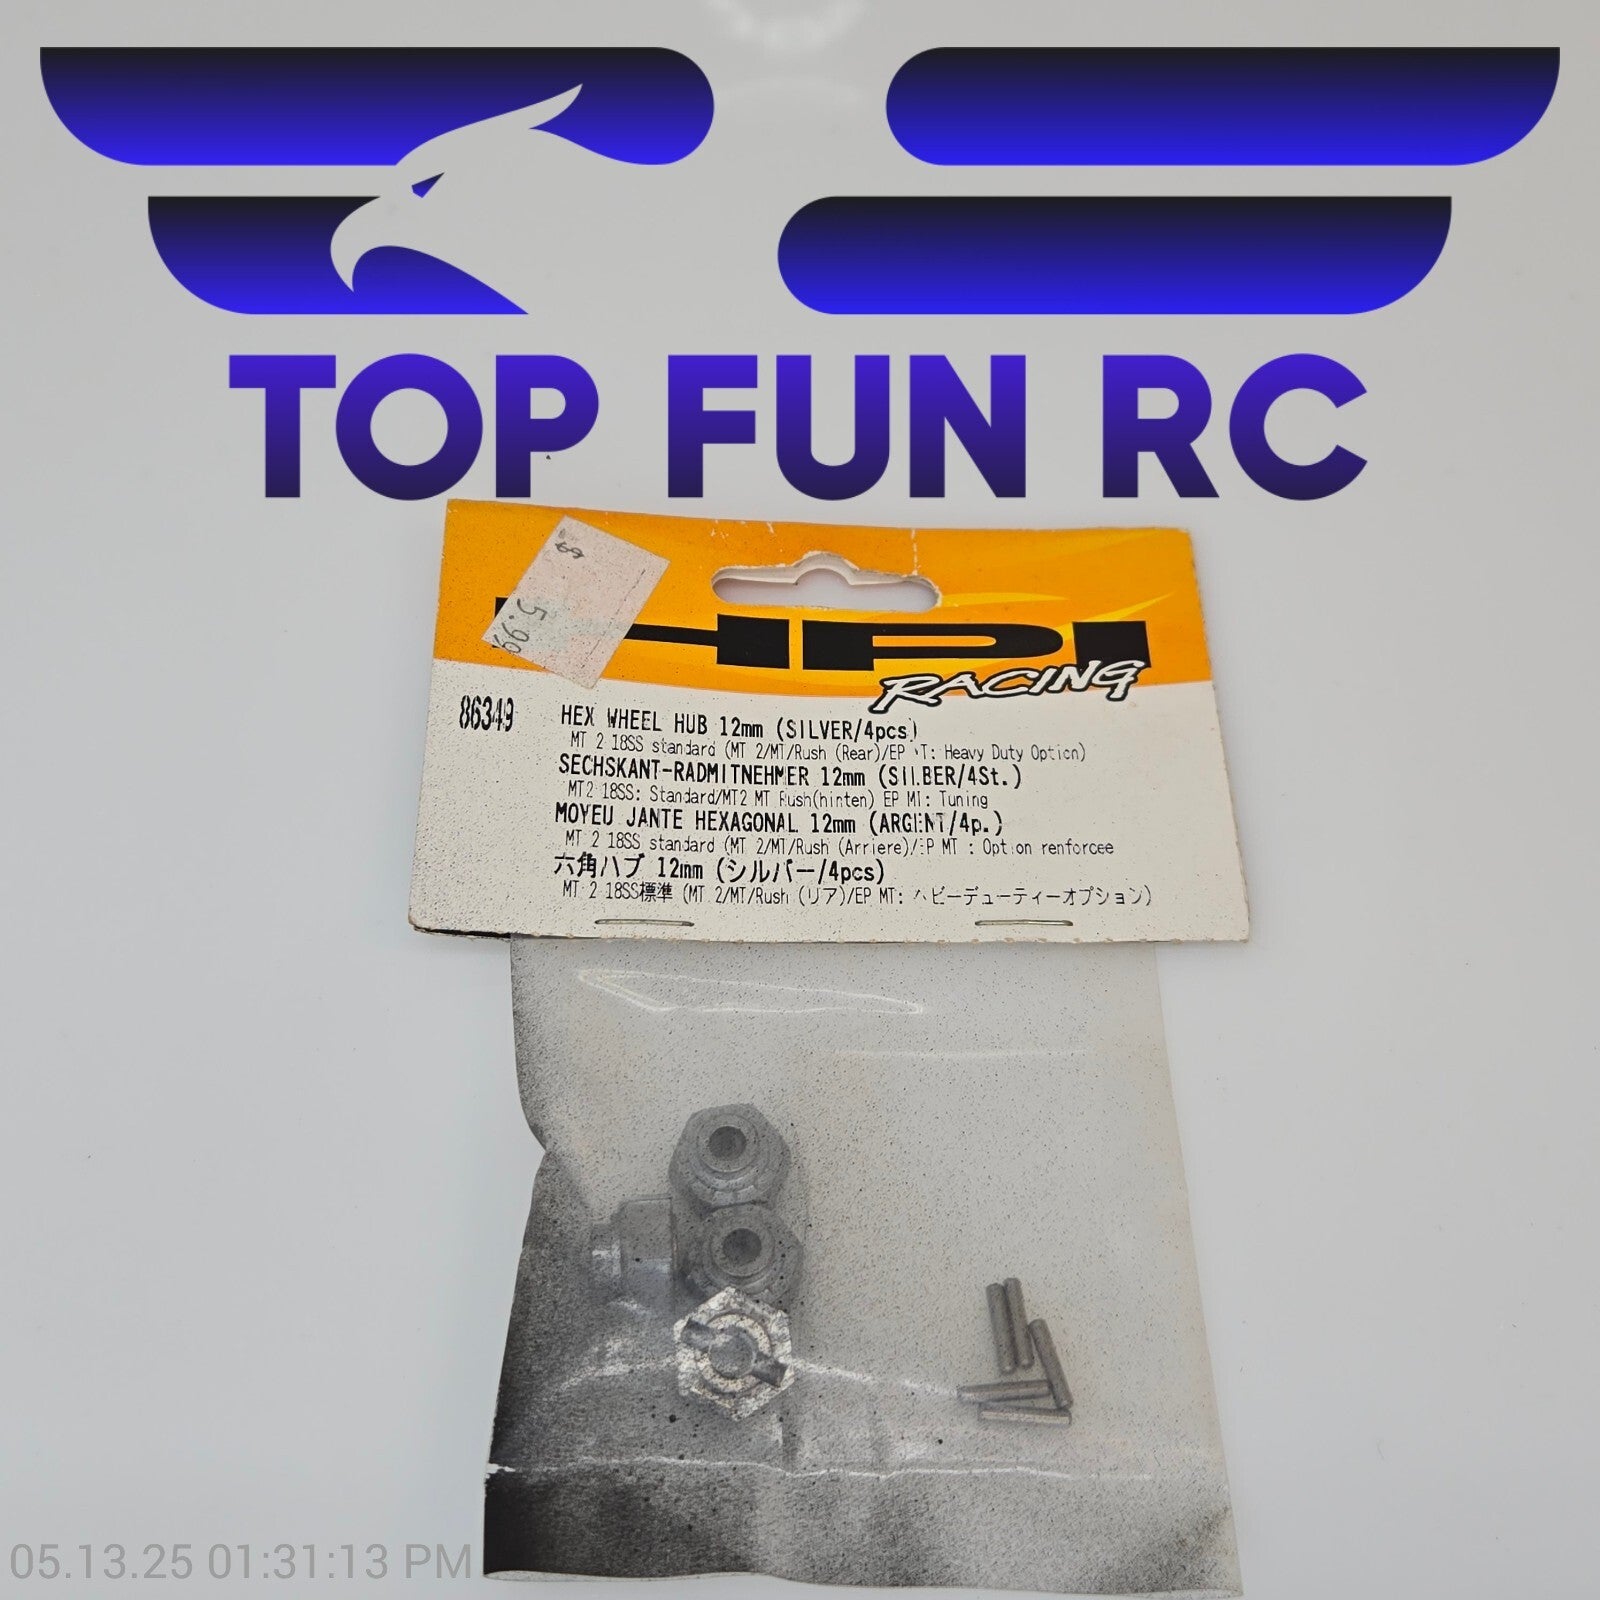 TOP FUN RC
$ 5.99
HPI
RACING
86349
HEX WHEEL HUB 12mm (SILVER/4pcs)
MT 2 18SS standard (MT 2/MT/Rush (Rear)/EP MT: Heavy Duty Option)
SECHSKANT-RADMITNEHMER 12mm (SILBER/4St.)
MT2 18SS: Standard/MT2 MT Rush(hinten) EP MT: Tuning
MOYEU JANTE HEXAGONAL 12mm (ARGENT/4p.)
MT 2 18SS standard (MT 2/MT/Rush (Arriere)/EP MT : Option renforcee
六角ハブ 12mm (シルバー/4pcs)
MT 2 18SS標準 (MT 2/MT/Rush (リア)/EP MT: ヘビーデューティーオプション)
05.13.25 01:31:13 PM